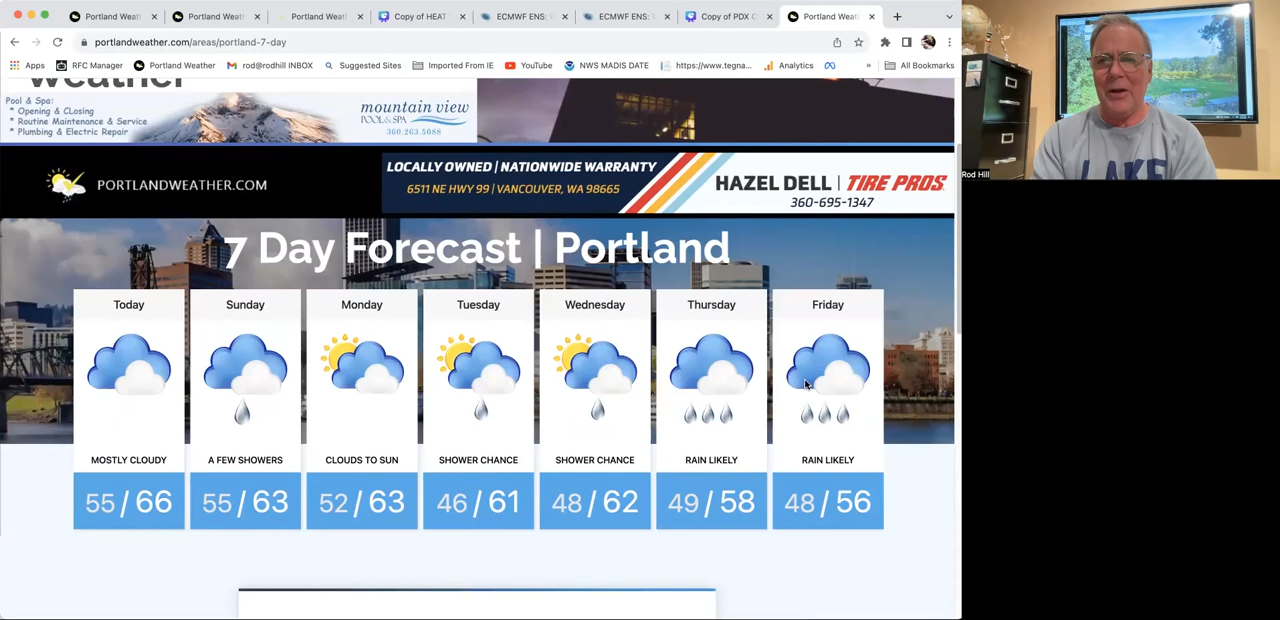 Portland Weat
Portland Weat
Portland Weat
Copy of HEAT
ECMWF ENS:
ECMWF ENS:
Copy of PDX C
Portland Weat
portlandweather.com/areas/portland-7-day
Apps
RFC Manager
Portland Weather
rod@rodhill INBOX
Suggested Sites
Imported From IE
YouTube
NWS MADIS DATE
https://www.tegna...
Analytics
»
All Bookmarks
Weather
Pool & Spa:
* Opening & CLosing
* Routine Maintenance & Service
* Plumbing & Electric Repair
mountain view
POOL & SPA
360.263.5088
PORTLANDWEATHER.COM
LOCALLY OWNED | NATIONWIDE WARRANTY
6511 NE HWY 99 | VANCOUVER, WA 98665
HAZEL DELL | TIRE PROS
360-695-1347
7 Day Forecast | Portland
Today
MOSTLY CLOUDY
55 / 66
Sunday
A FEW SHOWERS
55 / 63
Monday
CLOUDS TO SUN
52 / 63
Tuesday
SHOWER CHANCE
46 / 61
Wednesday
SHOWER CHANCE
48 / 62
Thursday
RAIN LIKELY
49 / 58
Friday
RAIN LIKELY
48 / 56
LAKE
Rod Hill